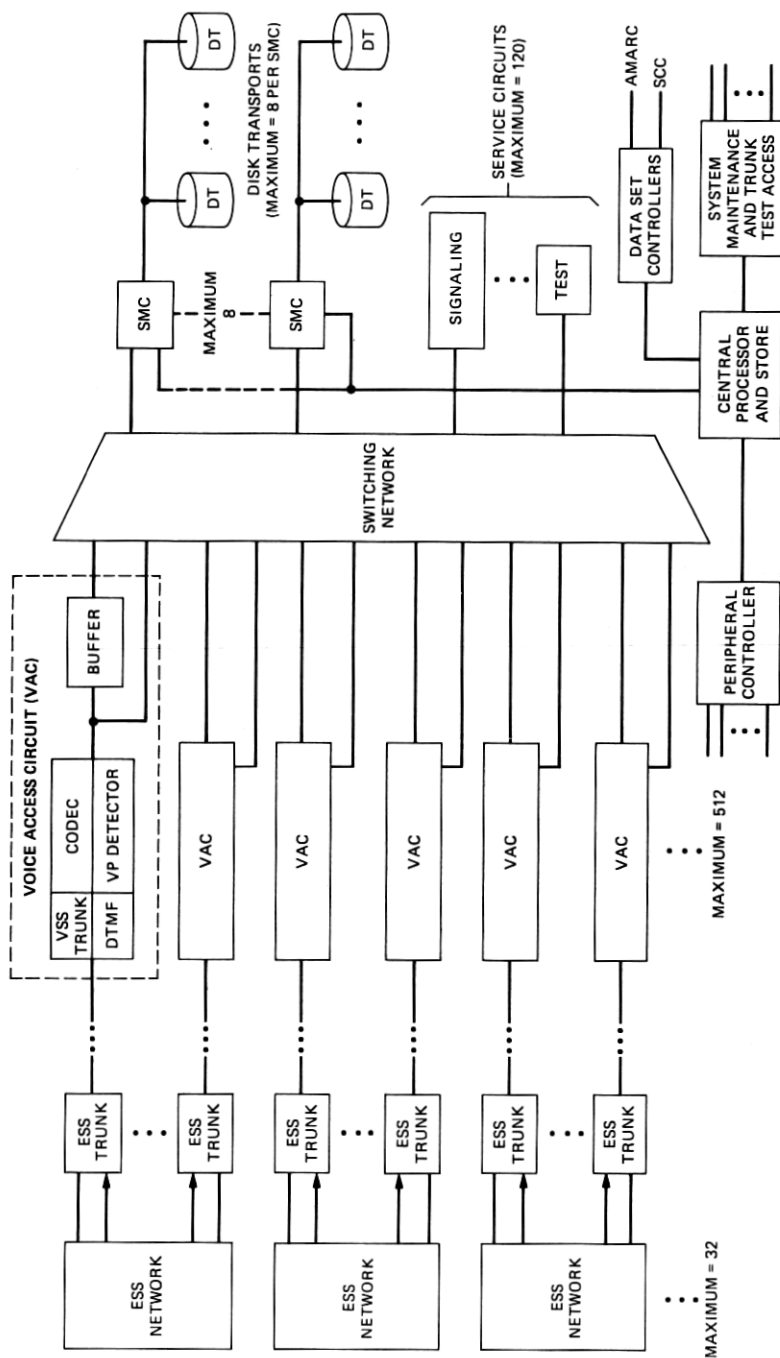 VOICE ACCESS CIRCUIT (VAC)
VSS
TRUNK
CODEC
DTMF
VP DETECTOR
BUFFER
ESS
NETWORK
ESS
NETWORK
ESS
NETWORK
MAXIMUM = 32
ESS
TRUNK
ESS
TRUNK
ESS
TRUNK
ESS
TRUNK
ESS
TRUNK
ESS
TRUNK
VAC
VAC
VAC
VAC
VAC
MAXIMUM = 512
SWITCHING
NETWORK
SMC
MAXIMUM
8
SMC
DT
DT
DT
DT
DISK TRANSPORTS
(MAXIMUM = 8 PER SMC)
SIGNALING
TEST
SERVICE CIRCUITS
(MAXIMUM = 120)
DATA SET
CONTROLLERS
AMARC
SCC
PERIPHERAL
CONTROLLER
CENTRAL
PROCESSOR
AND STORE
SYSTEM
MAINTENANCE
AND TRUNK
TEST ACCESS